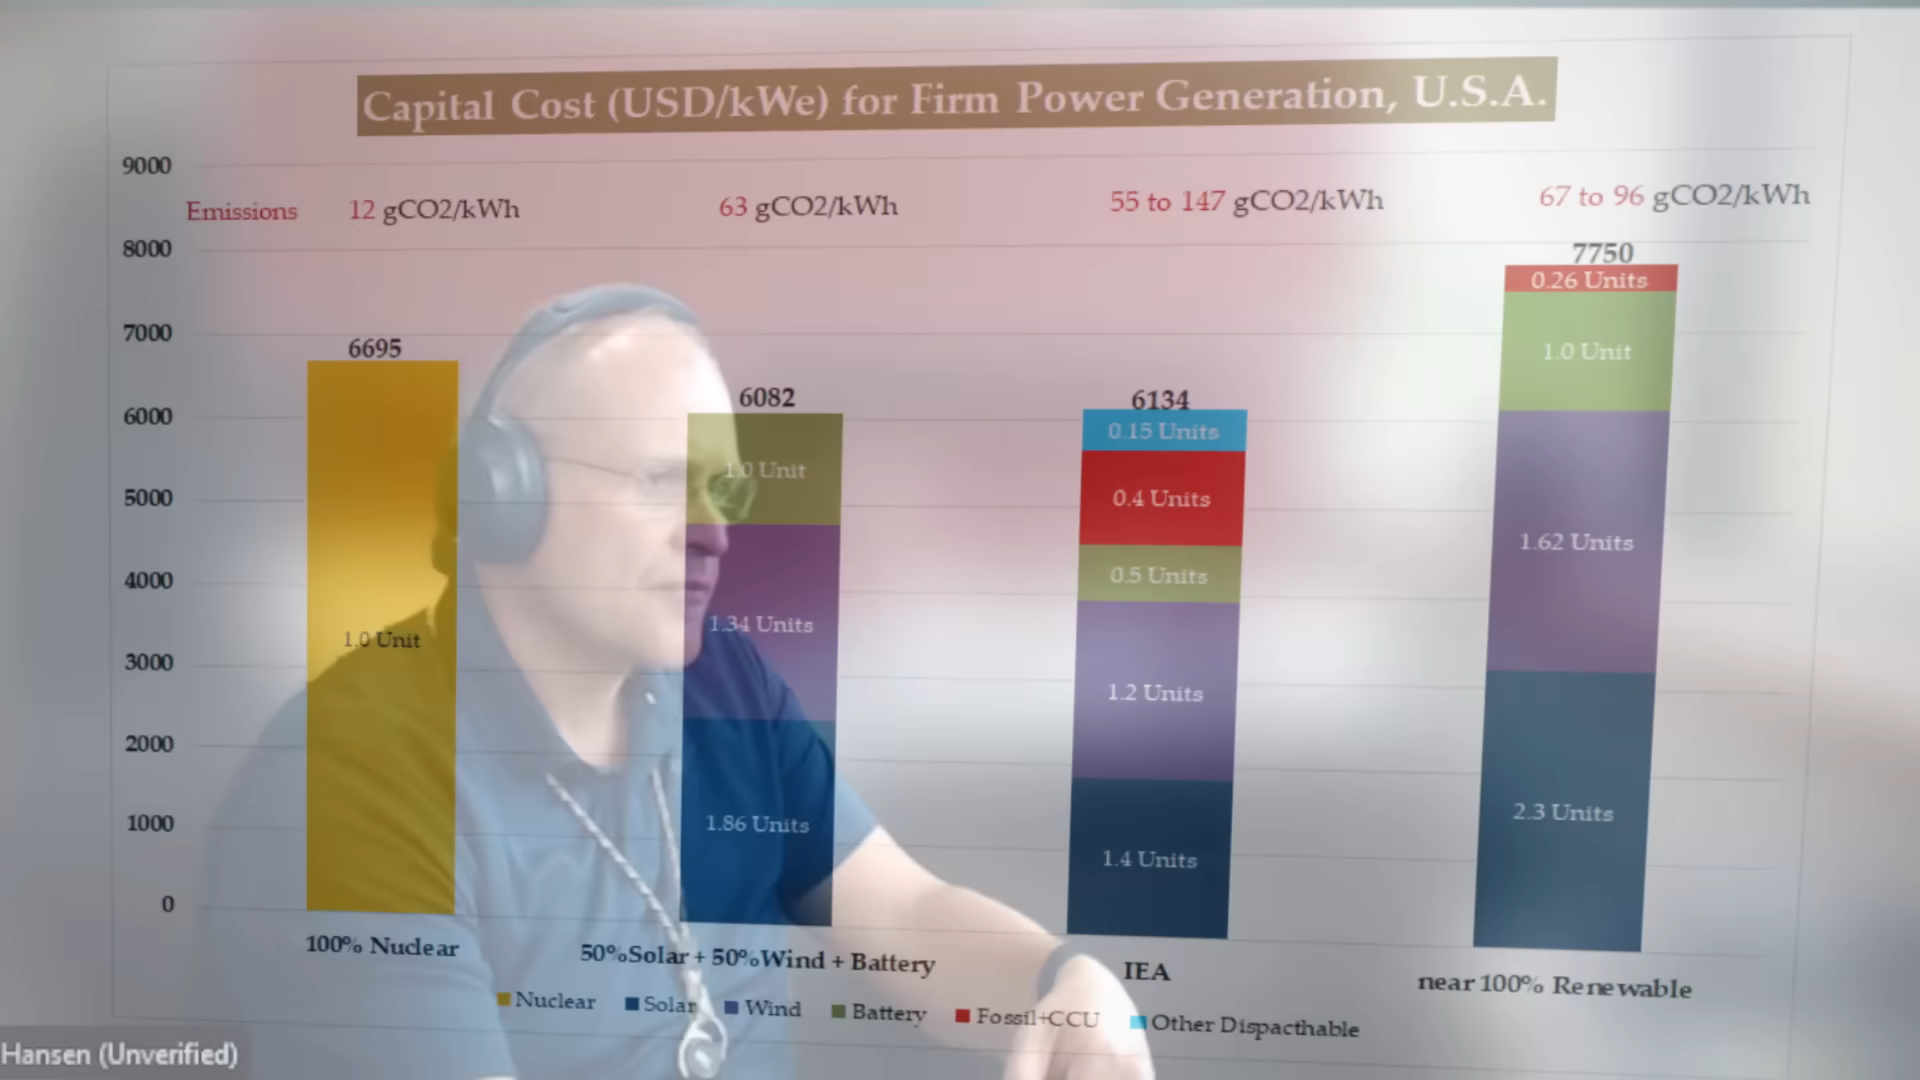 Capital Cost (USD/kWe) for Firm Power Generation, U.S.A.
9000
Emissions 12 gCO2/kWh 63 gCO2/kWh 55 to 147 gCO2/kWh 67 to 96 gCO2/kWh
8000
7750
0.26 Units
7000
6695
1.0 Unit
6082
6134
6000
0.15 Units
1.0 Unit
5000
0.4 Units
1.62 Units
4000
0.5 Units
1.0 Unit
1.34 Units
3000
1.2 Units
2000
1000
1.86 Units
1.4 Units
2.3 Units
0
100% Nuclear
50%Solar + 50%Wind + Battery
IEA
near 100% Renewable
Nuclear Solar Wind Battery Fossil+CCU Other Dispacthable
Hansen (Unverified)